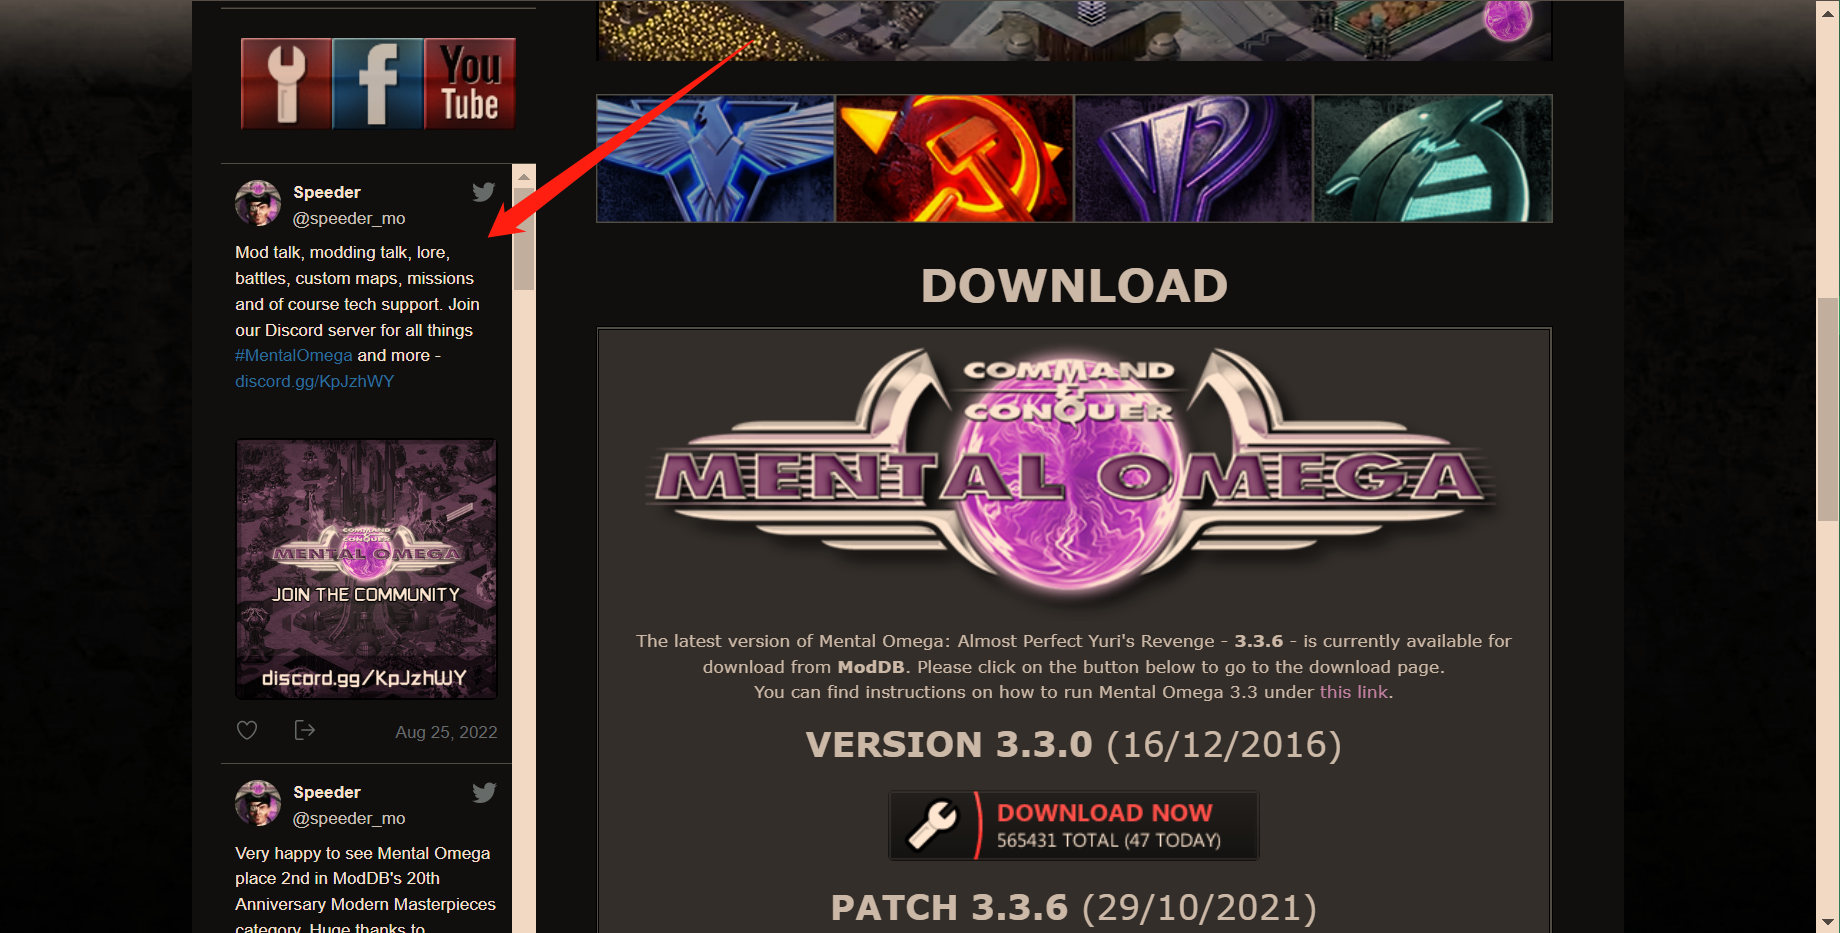 You
Tube
Speeder
@speeder_mo
Mod talk, modding talk, lore,
battles, custom maps, missions
and of course tech support. Join
our Discord server for all things
#MentalOmega and more -
discord.gg/KpJzhWY
COMMAND
&
CONQUER
MENTAL OMEGA
JOIN THE COMMUNITY
discord.gg/KpJzhWY
Aug 25, 2022
Speeder
@speeder_mo
Very happy to see Mental Omega
place 2nd in ModDB's 20th
Anniversary Modern Masterpieces
category. Huge thanks to
DOWNLOAD
COMMAND
&
CONQUER
MENTAL OMEGA
The latest version of Mental Omega: Almost Perfect Yuri's Revenge - 3.3.6 - is currently available for
download from ModDB. Please click on the button below to go to the download page.
You can find instructions on how to run Mental Omega 3.3 under this link.
VERSION 3.3.0 (16/12/2016)
DOWNLOAD NOW
565431 TOTAL (47 TODAY)
PATCH 3.3.6 (29/10/2021)